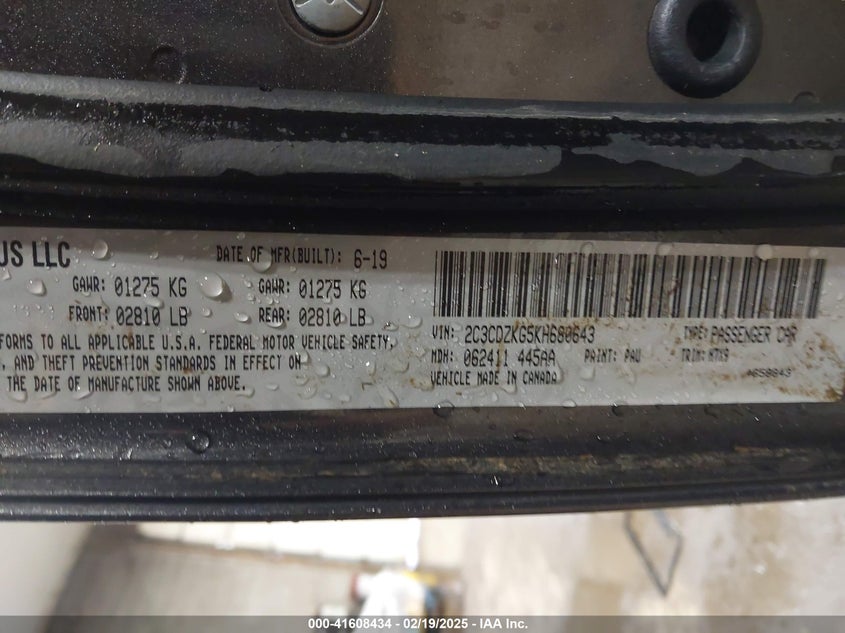 US LLC
DATE OF MFR(BUILT): 6-19
GAWR: 01275 KG GAWR: 01275 KG
FRONT: 02810 LB REAR: 02810 LB
FORMS TO ALL APPLICABLE U.S.A. FEDERAL MOTOR VEHICLE SAFETY,
, AND THEFT PREVENTION STANDARDS IN EFFECT ON
THE DATE OF MANUFACTURE SHOWN ABOVE.
VIN: 2C3CDZKG5KH680643 TYPE: PASSENGER CAR
MDH: 062411 445AA PAINT: PAU TRIM:
VEHICLE MADE IN CANADA
000-41608434 - 02/19/2025 - IAA Inc.